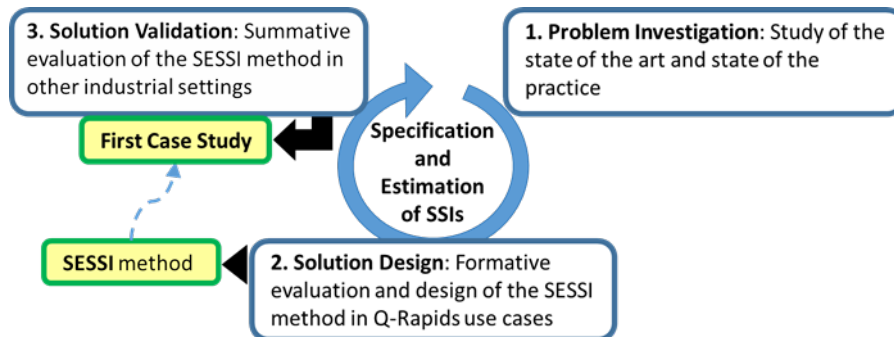 3. Solution Validation: Summative
evaluation of the SESSI method in
other industrial settings
1. Problem Investigation: Study of the
state of the art and state of the
practice
First Case Study
Specification
and
Estimation
of SSIs
SESSI method
2. Solution Design: Formative
evaluation and design of the SESSI
method in Q-Rapids use cases